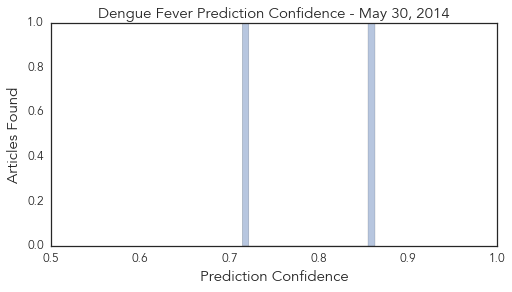 Dengue Fever Prediction Confidence - May 30, 2014
1.0
0.8
0.6
0.4
0.2
0.0
Articles Found
0.5 0.6 0.7 0.8 0.9 1.0
Prediction Confidence